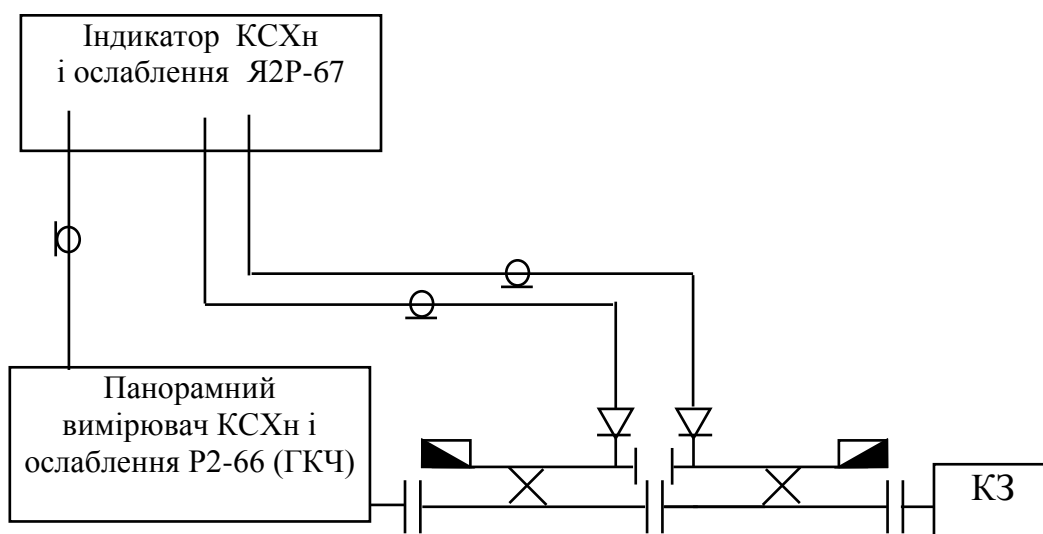 Індикатор КСХн
і ослаблення Я2Р-67
Панорамний
вимірювач КСХн і
ослаблення Р2-66 (ГКЧ)
КЗ